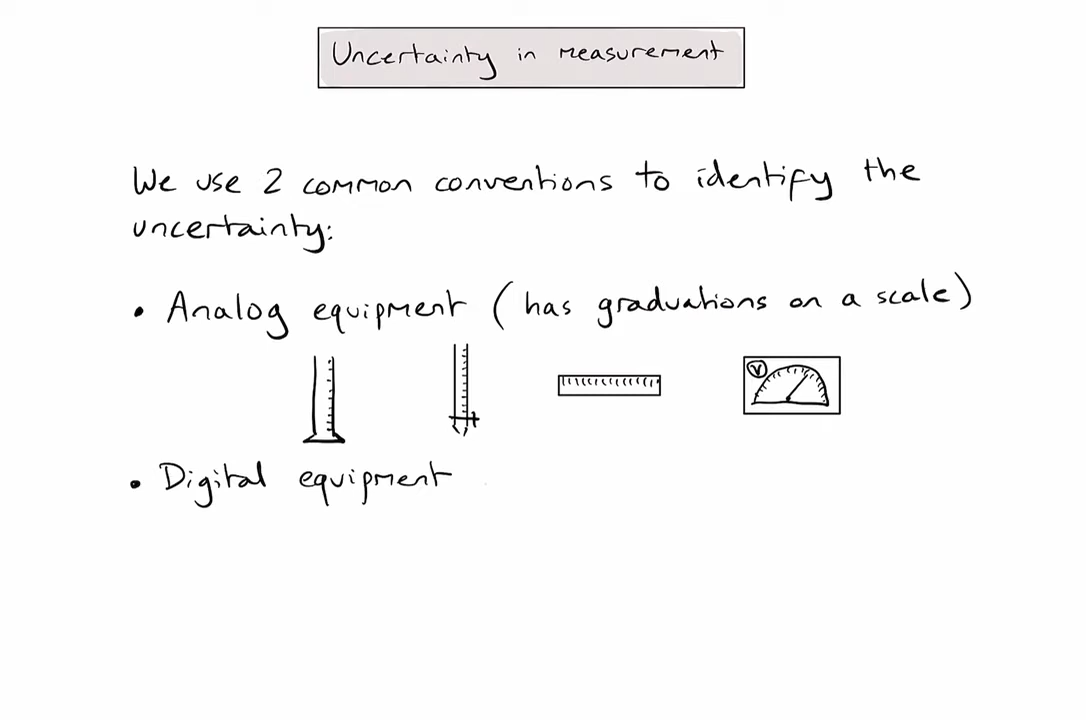 Uncertainty in measurement
We use 2 common conventions to identify the
uncertainty:
• Analog equipment (has graduations on a scale)
V
• Digital equipment